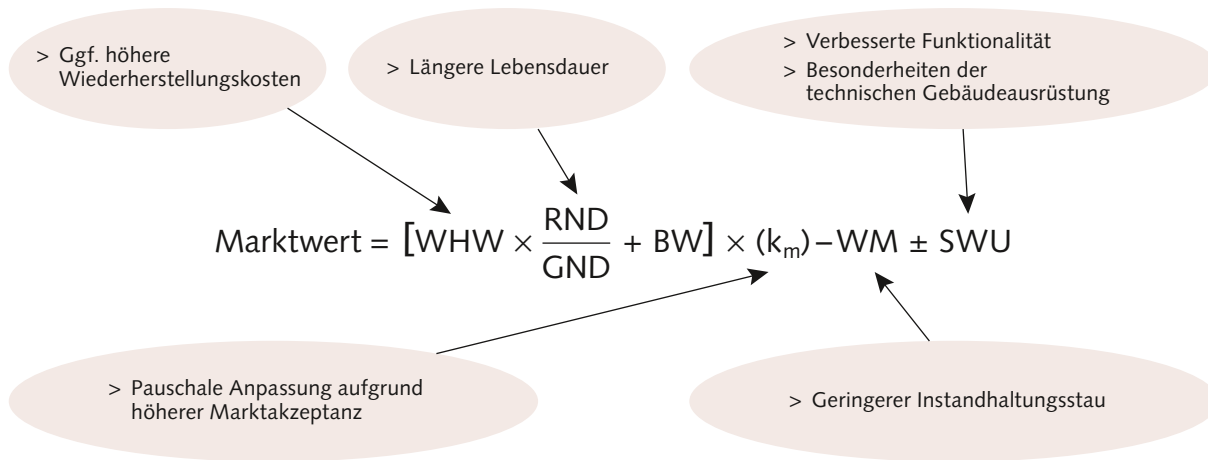 > Ggf. höhere
Wiederherstellungskosten
> Längere Lebensdauer
> Verbesserte Funktionalität
> Besonderheiten der
technischen Gebäudeausrüstung
Marktwert = [WHW × RND/GND + BW] × (kₘ) – WM ± SWU
> Pauschale Anpassung aufgrund
höherer Marktakzeptanz
> Geringerer Instandhaltungsstau